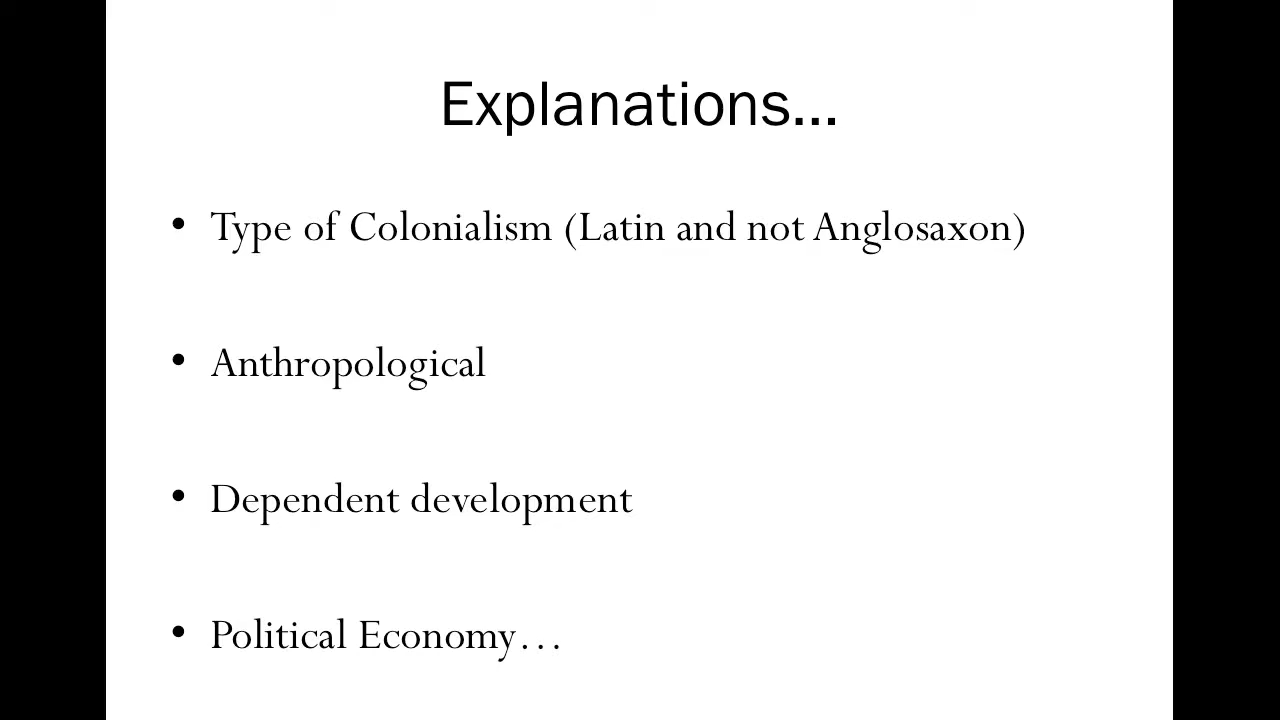 Explanations...
• Type of Colonialism (Latin and not Anglosaxon)
• Anthropological
• Dependent development
• Political Economy…